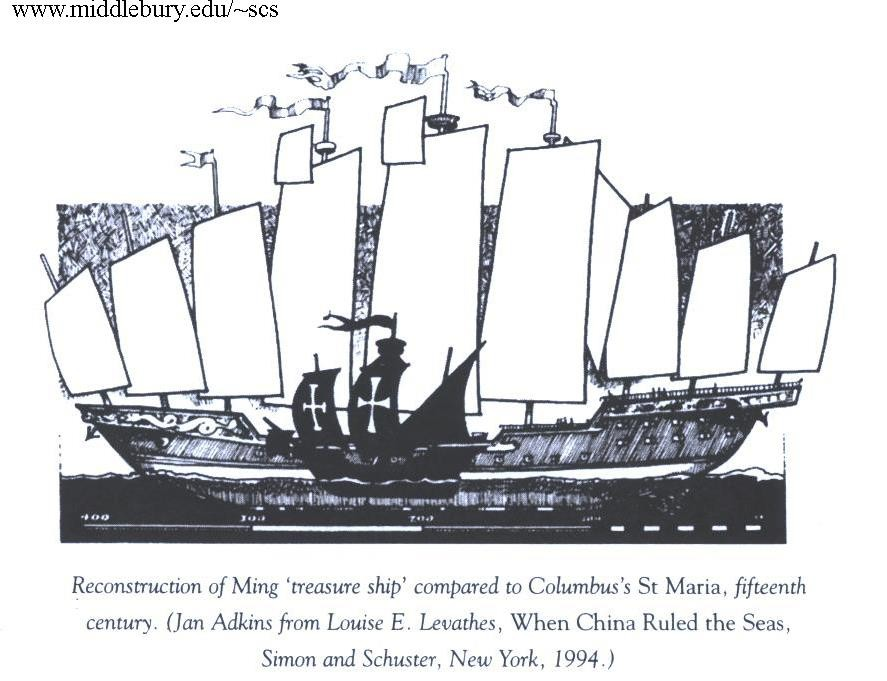 www.middlebury.edu/~scs
400 300 200
Reconstruction of Ming ‘treasure ship’ compared to Columbus’s St Maria, fifteenth
century. (Jan Adkins from Louise E. Levathes, When China Ruled the Seas,
Simon and Schuster, New York, 1994.)